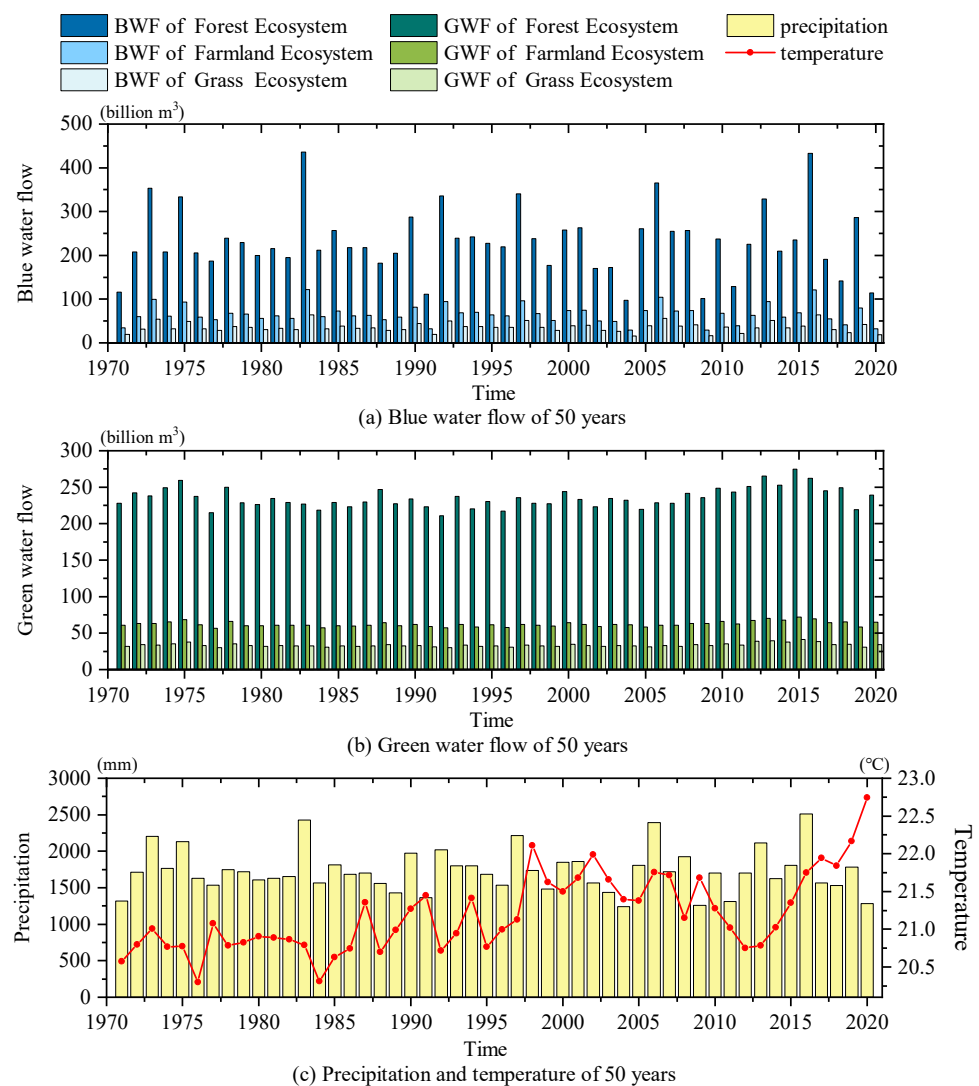 BWF of Forest Ecosystem GWF of Forest Ecosystem precipitation
BWF of Farmland Ecosystem GWF of Farmland Ecosystem temperature
BWF of Grass Ecosystem GWF of Grass Ecosystem
(billion m³)
Blue water flow
500
400
300
200
100
0
1970 1975 1980 1985 1990 1995 2000 2005 2010 2015 2020
Time
(a) Blue water flow of 50 years
(billion m³)
Green water flow
300
250
200
150
100
50
0
1970 1975 1980 1985 1990 1995 2000 2005 2010 2015 2020
Time
(b) Green water flow of 50 years
(mm) (℃)
Precipitation
3000
2500
2000
1500
1000
500
0
23.0
22.5
22.0
21.5
21.0
20.5
Temperature
1970 1975 1980 1985 1990 1995 2000 2005 2010 2015 2020
Time
(c) Precipitation and temperature of 50 years